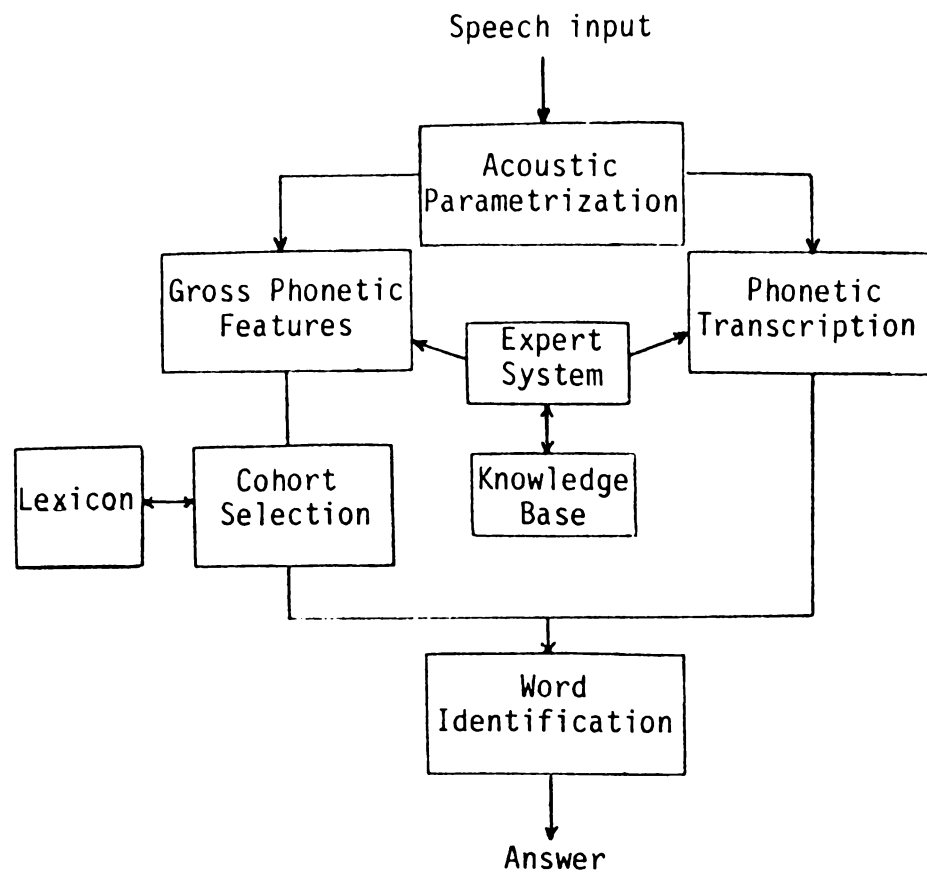 Speech input
Acoustic
Parametrization
Gross Phonetic
Features
Phonetic
Transcription
Expert
System
Lexicon
Cohort
Selection
Knowledge
Base
Word
Identification
Answer